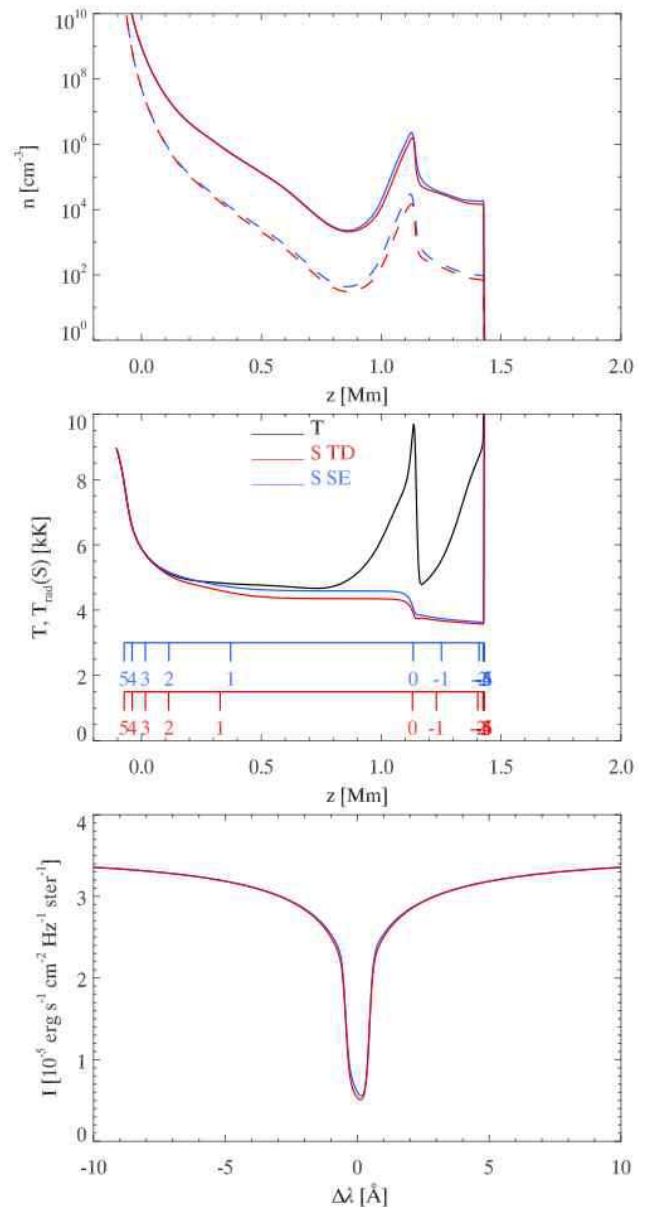 10^10
10^8
10^6
10^4
10^2
10^0
n [cm^-3]
0.0 0.5 1.0 1.5 2.0
z [Mm]
10
8
6
4
2
0
T, T_rad(S) [kK]
T
S TD
S SE
5 4 3 2 1 0 -1
5 4 3 2 1 0 -1
0.0 0.5 1.0 1.5 2.0
z [Mm]
4
3
2
1
0
I [10^-5 erg s^-1 cm^-2 Hz^-1 ster^-1]
-10 -5 0 5 10
Δλ [Å]